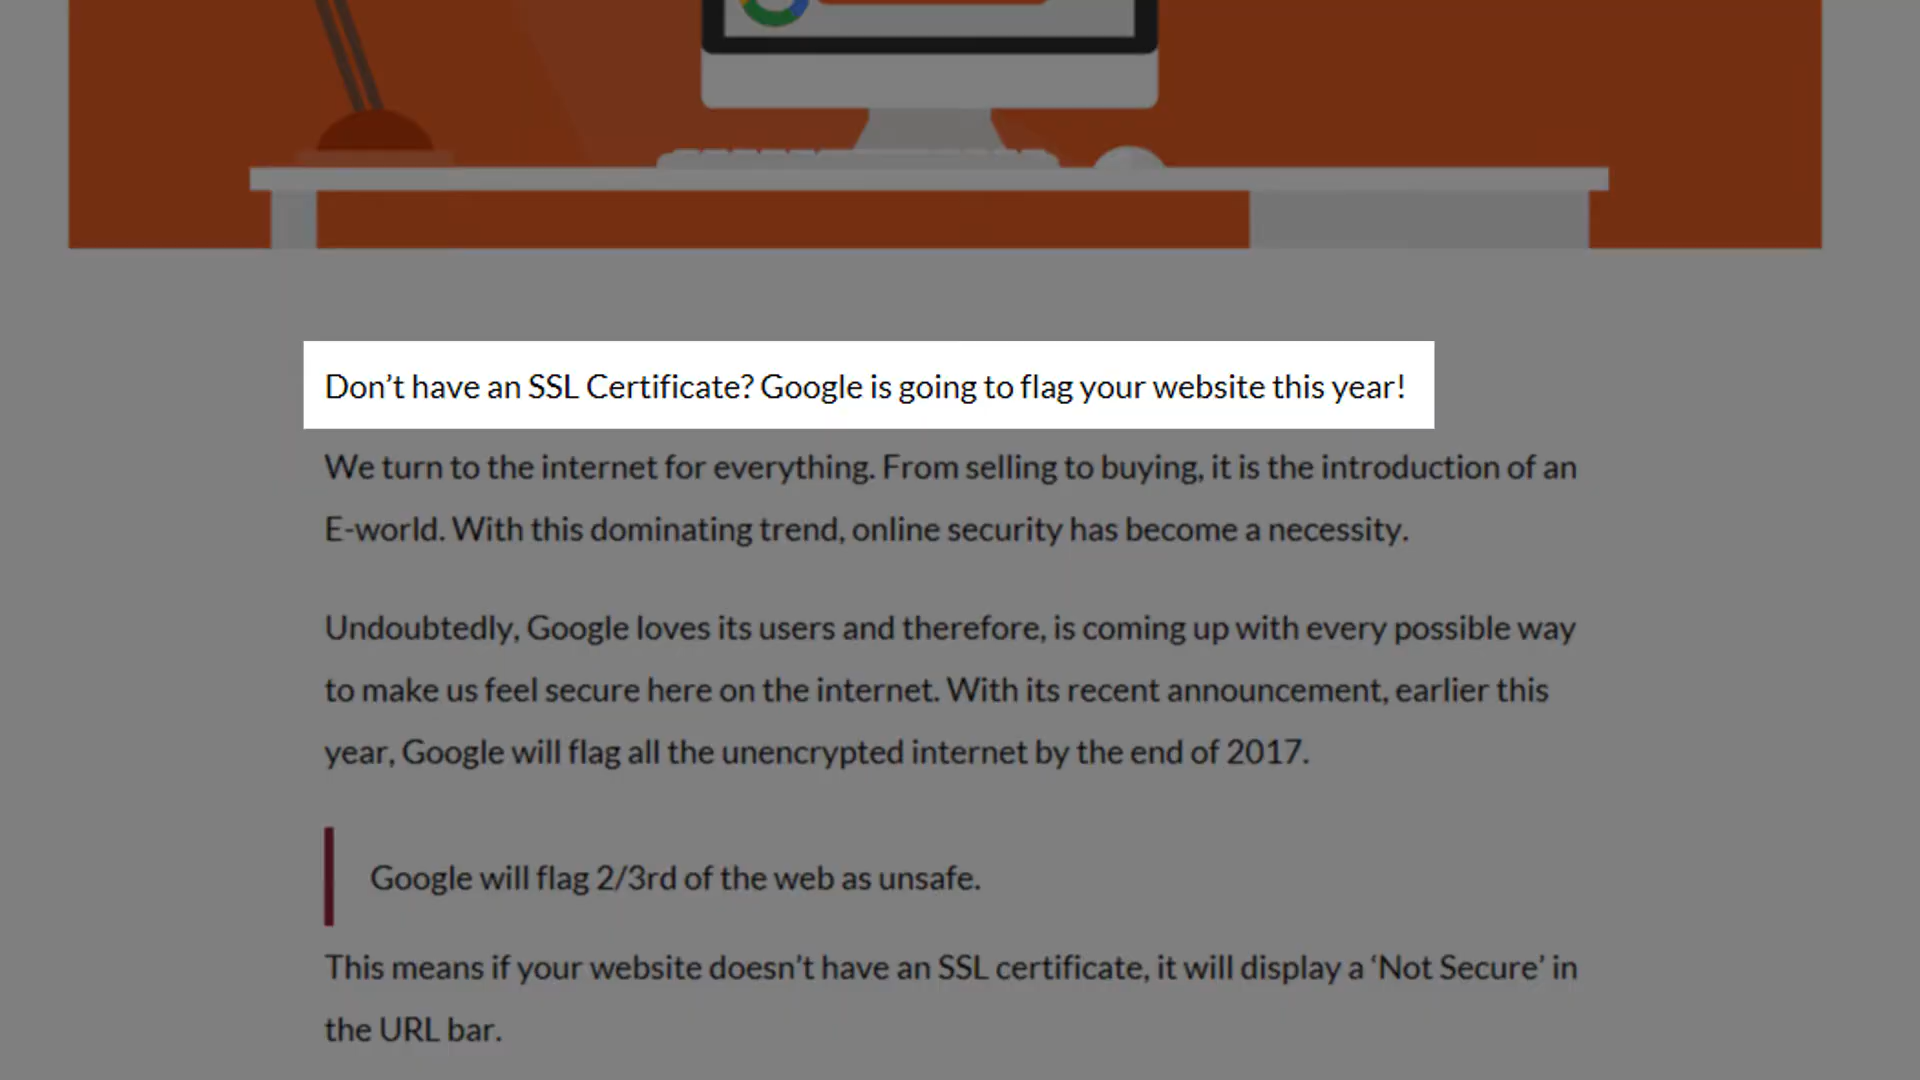 Don’t have an SSL Certificate? Google is going to flag your website this year!
We turn to the internet for everything. From selling to buying, it is the introduction of an
E-world. With this dominating trend, online security has become a necessity.
Undoubtedly, Google loves its users and therefore, is coming up with every possible way
to make us feel secure here on the internet. With its recent announcement, earlier this
year, Google will flag all the unencrypted internet by the end of 2017.
Google will flag 2/3rd of the web as unsafe.
This means if your website doesn’t have an SSL certificate, it will display a ‘Not Secure’ in
the URL bar.